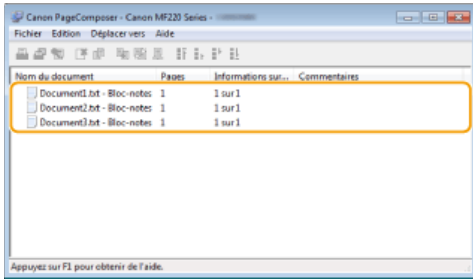 Canon PageComposer - Canon MF220 Series -
Fichier Edition Déplacer vers Aide
Nom du document Pages Informations sur... Commentaires
Document1.txt - Bloc-notes 1 1 sur 1
Document2.txt - Bloc-notes 1 1 sur 1
Document3.txt - Bloc-notes 1 1 sur 1
Appuyez sur F1 pour obtenir de l'aide.